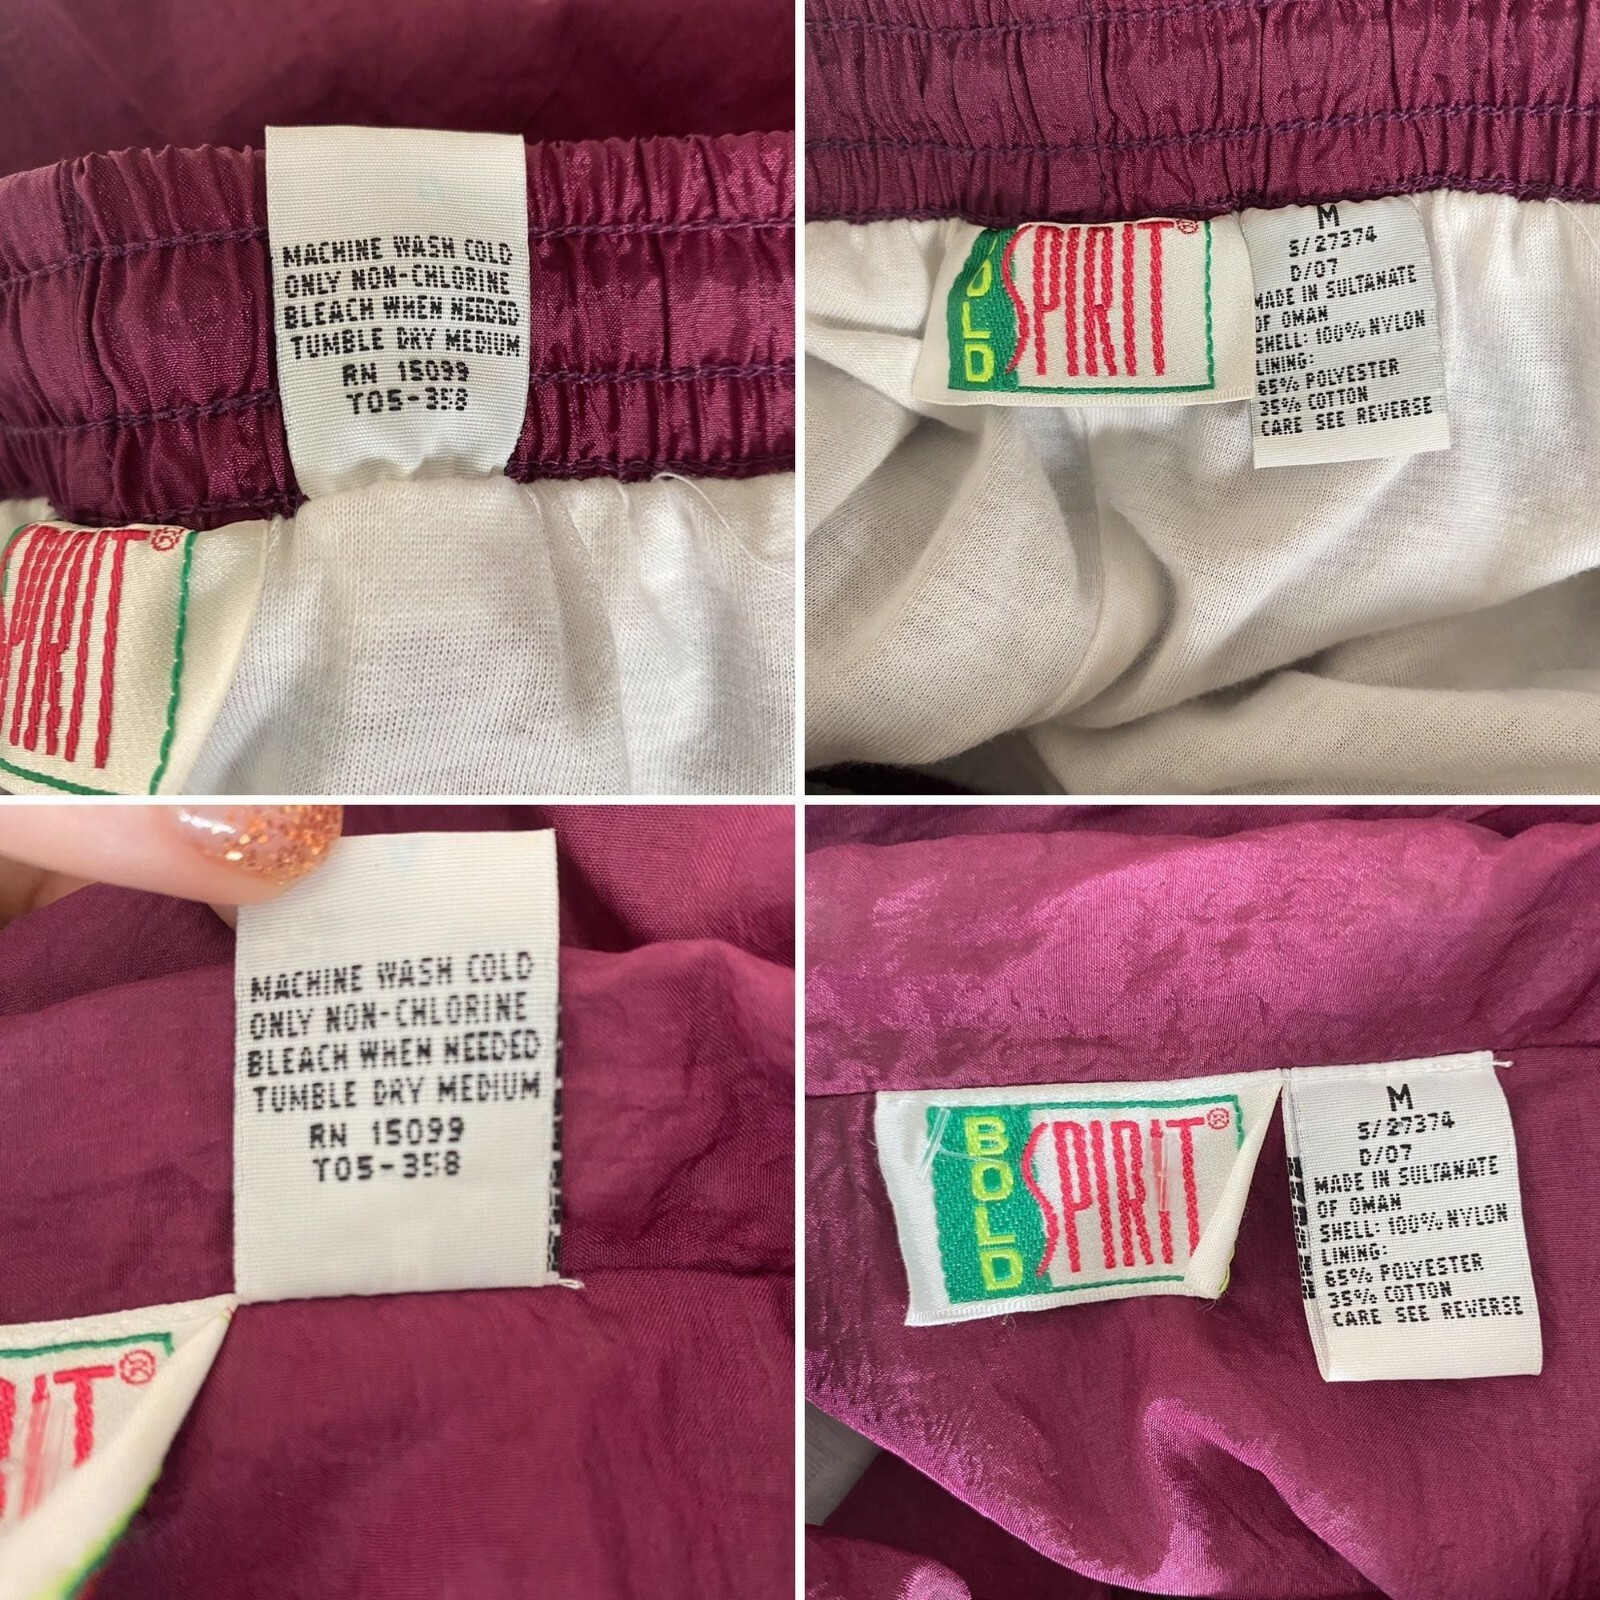 MACHINE WASH COLD
ONLY NON-CHLORINE
BLEACH WHEN NEEDED
TUMBLE DRY MEDIUM
RN 15099
T05-358
SPIRIT®
BOLD
SPIRIT®
M
S/27374
D/07
MADE IN SULTANATE
OF OMAN
SHELL: 100% NYLON
LINING:
65% POLYESTER
35% COTTON
CARE SEE REVERSE
MACHINE WASH COLD
ONLY NON-CHLORINE
BLEACH WHEN NEEDED
TUMBLE DRY MEDIUM
RN 15099
T05-358
RIT®
BOLD
SPIRIT®
M
S/27374
D/07
MADE IN SULTANATE
OF OMAN
SHELL: 100% NYLON
LINING:
65% POLYESTER
35% COTTON
CARE SEE REVERSE